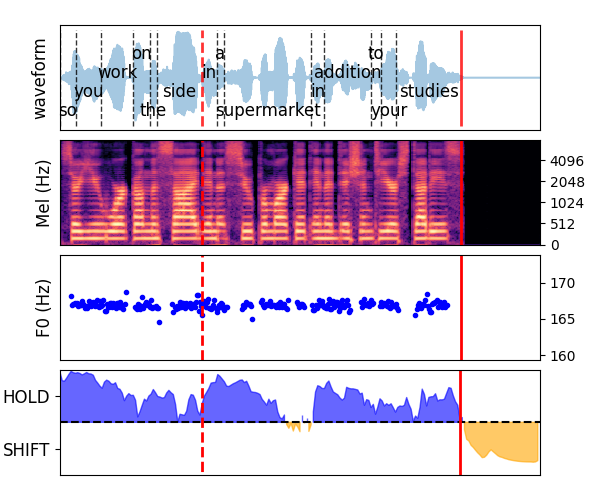 waveform
on a to
work in addition
you side in studies
so the supermarket your
Mel (Hz)
4096
2048
1024
512
0
F0 (Hz)
170
165
160
HOLD
SHIFT